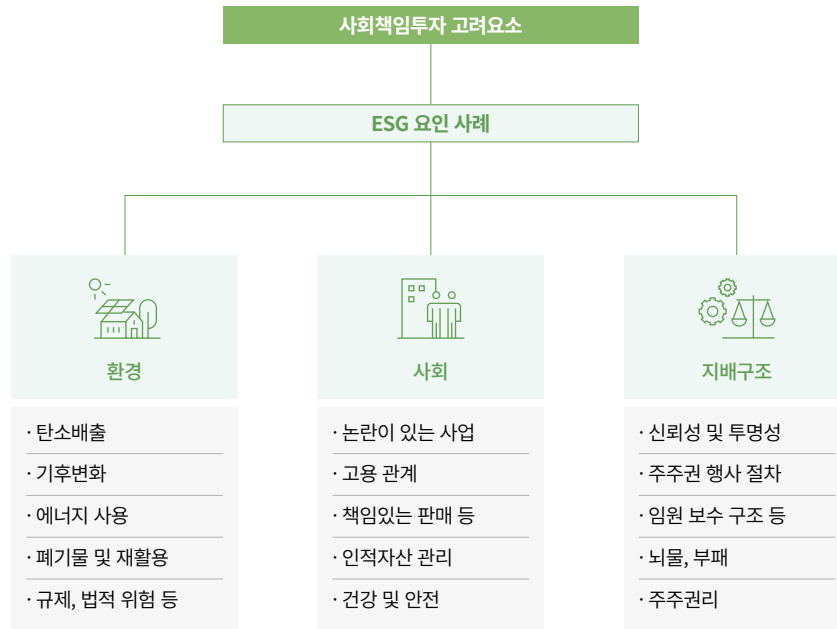 사회책임투자 고려요소
ESG 요인 사례
환경
· 탄소배출
· 기후변화
· 에너지 사용
· 폐기물 및 재활용
· 규제, 법적 위험 등
사회
· 논란이 있는 사업
· 고용 관계
· 책임있는 판매 등
· 인적자산 관리
· 건강 및 안전
지배구조
· 신뢰성 및 투명성
· 주주권 행사 절차
· 임원 보수 구조 등
· 뇌물, 부패
· 주주권리